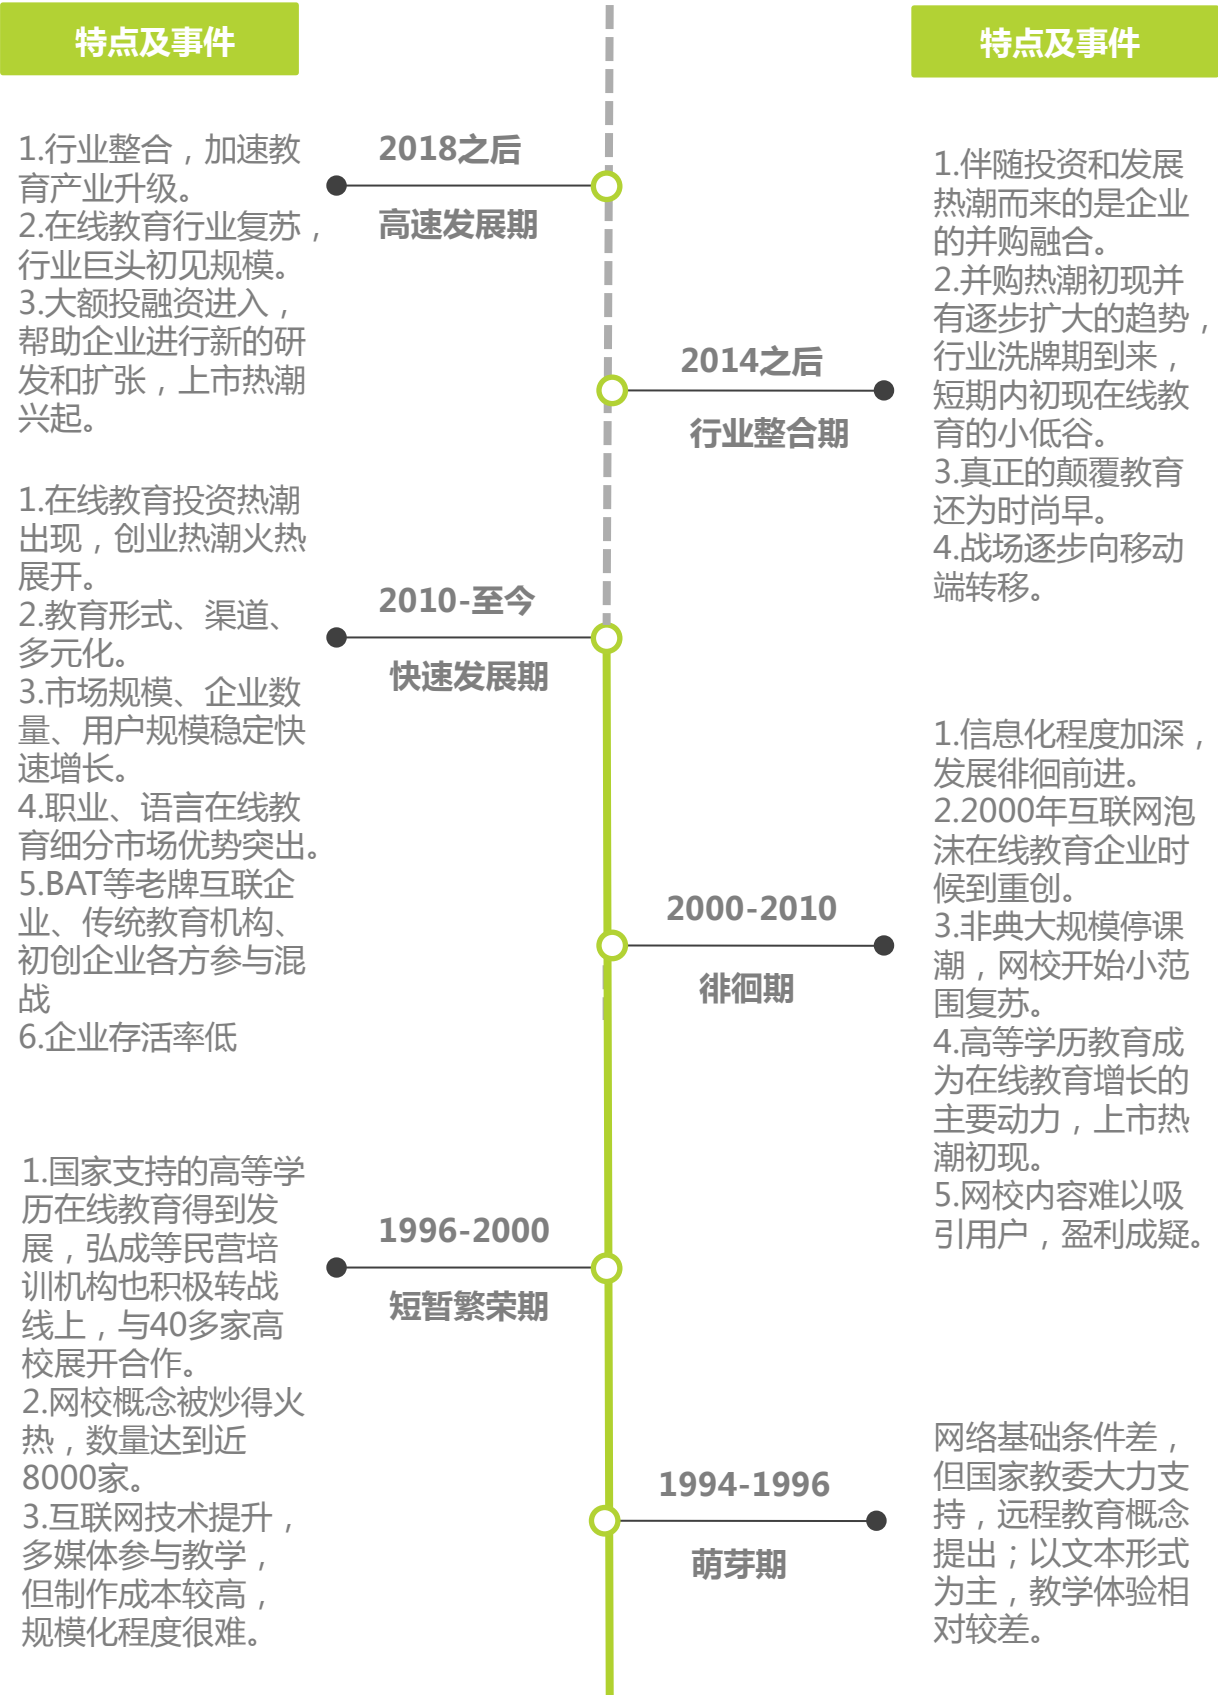 特点及事件
特点及事件
2018之后
高速发展期
1.行业整合，加速教
育产业升级。
2.在线教育行业复苏，
行业巨头初见规模。
3.大额投融资进入，
帮助企业进行新的研
发和扩张，上市热潮
兴起。
2014之后
行业整合期
1.伴随投资和发展
热潮而来的是企业
的并购融合。
2.并购热潮初现并
有逐步扩大的趋势，
行业洗牌期到来，
短期内初现在线教
育的小低谷。
3.真正的颠覆教育
还为时尚早。
4.战场逐步向移动
端转移。
2010-至今
快速发展期
1.在线教育投资热潮
出现，创业热潮火热
展开。
2.教育形式、渠道、
多元化。
3.市场规模、企业数
量、用户规模稳定快
速增长。
4.职业、语言在线教
育细分市场优势突出。
5.BAT等老牌互联企
业、传统教育机构、
初创企业各方参与混
战
6.企业存活率低
2000-2010
徘徊期
1.信息化程度加深，
发展徘徊前进。
2.2000年互联网泡
沫在线教育企业时
候到重创。
3.非典大规模停课
潮，网校开始小范
围复苏。
4.高等学历教育成
为在线教育增长的
主要动力，上市热
潮初现。
5.网校内容难以吸
引用户，盈利成疑。
1996-2000
短暂繁荣期
1.国家支持的高等学
历在线教育得到发
展，弘成等民营培
训机构也积极转战
线上，与40多家高
校展开合作。
2.网校概念被炒得火
热，数量达到近
8000家。
3.互联网技术提升，
多媒体参与教学，
但制作成本较高，
规模化程度很难。
1994-1996
萌芽期
网络基础条件差，
但国家教委大力支
持，远程教育概念
提出；以文本形式
为主，教学体验相
对较差。